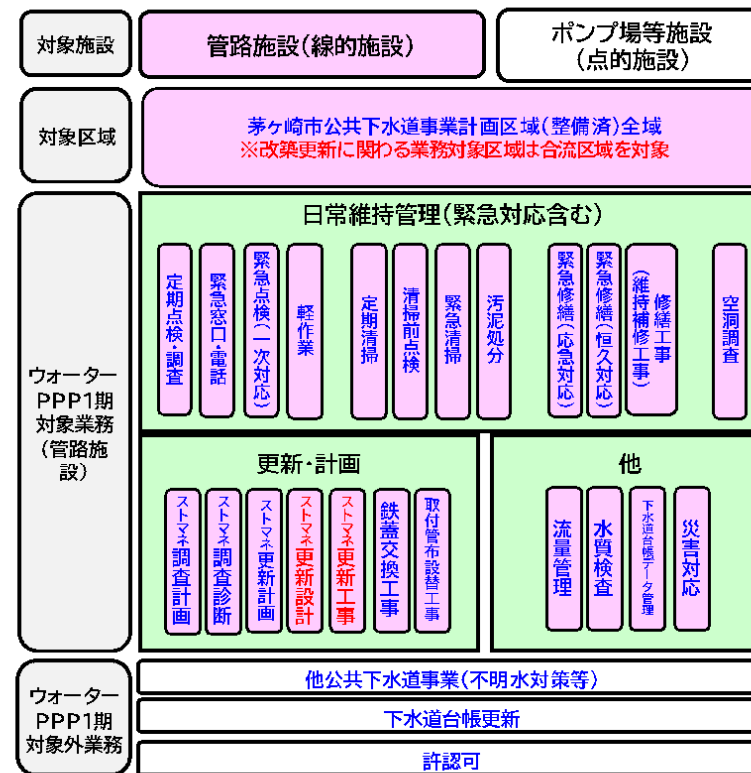 対象施設
管路施設(線的施設)
ポンプ場等施設
(点的施設)
対象区域
茅ヶ崎市公共下水道事業計画区域(整備済)全域
※改築更新に関わる業務対象区域は合流区域を対象
ウォーター
PPP1期
対象業務
(管路施
設)
日常維持管理(緊急対応含む)
定期点検・調査
緊急窓口・電話
緊急点検(一次対応)
軽作業
定期清掃
清掃前点検
緊急清掃
汚泥処分
緊急修繕(応急対応)
緊急修繕(恒久対応)
修繕工事
(維持補修工事)
空洞調査
更新・計画
ストマネ調査計画
ストマネ調査診断
ストマネ更新計画
ストマネ更新設計
ストマネ更新工事
鉄蓋交換工事
取付管布設替工事
他
流量管理
水質検査
下水道台帳データ管理
災害対応
ウォーター
PPP1期
対象外業務
他公共下水道事業(不明水対策等)
下水道台帳更新
許認可